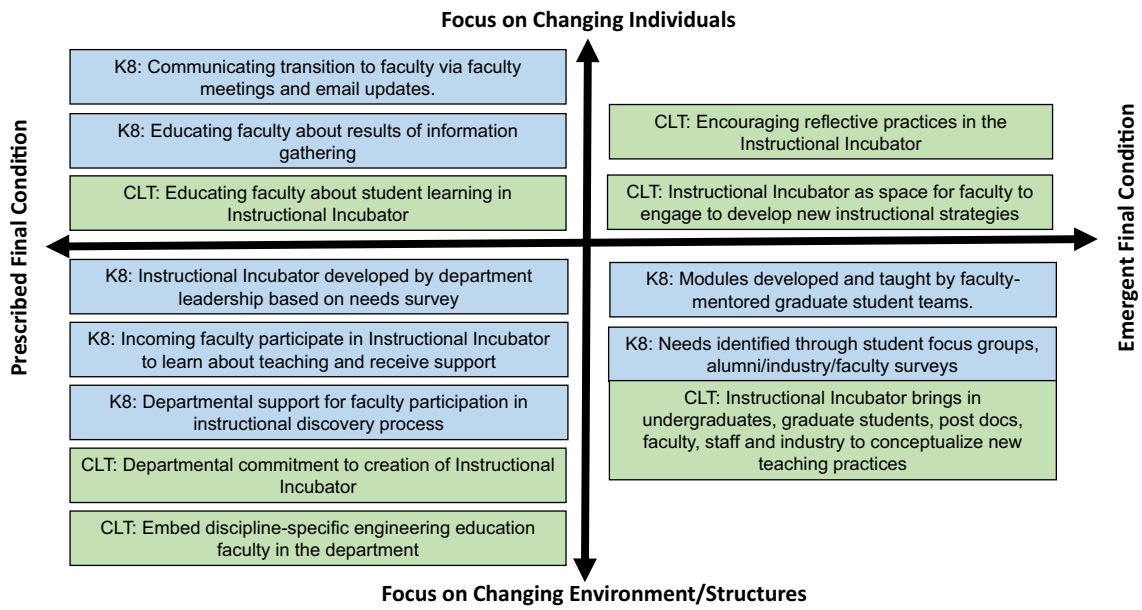 Focus on Changing Individuals
K8: Communicating transition to faculty via faculty
meetings and email updates.
K8: Educating faculty about results of information
gathering
CLT: Educating faculty about student learning in
Instructional Incubator
CLT: Encouraging reflective practices in the
Instructional Incubator
CLT: Instructional Incubator as space for faculty to
engage to develop new instructional strategies
Prescribed Final Condition
Emergent Final Condition
K8: Instructional Incubator developed by department
leadership based on needs survey
K8: Incoming faculty participate in Instructional Incubator
to learn about teaching and receive support
K8: Departmental support for faculty participation in
instructional discovery process
CLT: Departmental commitment to creation of Instructional
Incubator
CLT: Embed discipline-specific engineering education
faculty in the department
K8: Modules developed and taught by faculty-
mentored graduate student teams.
K8: Needs identified through student focus groups,
alumni/industry/faculty surveys
CLT: Instructional Incubator brings in
undergraduates, graduate students, post docs,
faculty, staff and industry to conceptualize new
teaching practices
Focus on Changing Environment/Structures